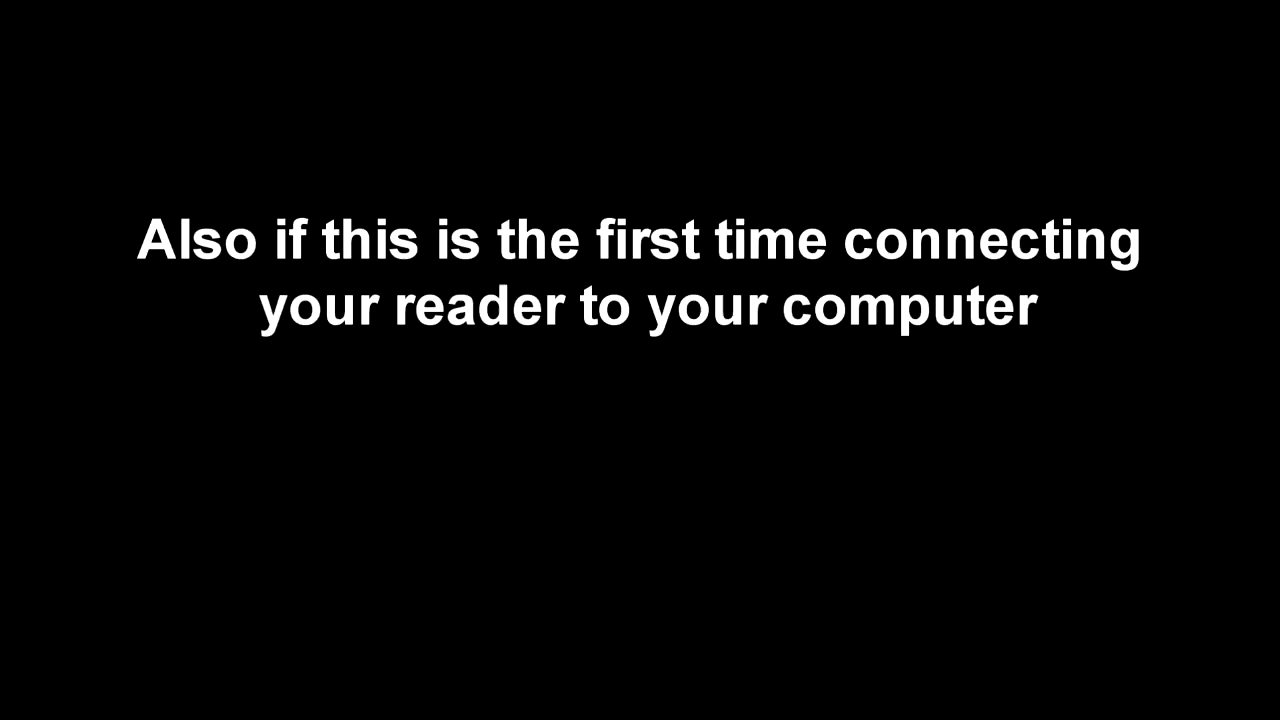 Also if this is the first time connecting
your reader to your computer